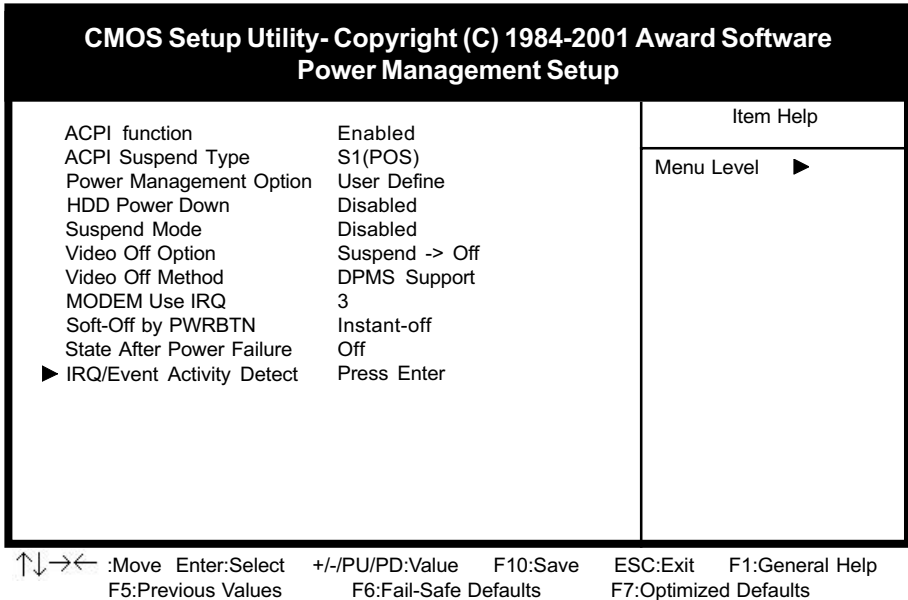 CMOS Setup Utility- Copyright (C) 1984-2001 Award Software
Power Management Setup
ACPI function Enabled
ACPI Suspend Type S1(POS)
Power Management Option User Define
HDD Power Down Disabled
Suspend Mode Disabled
Video Off Option Suspend -> Off
Video Off Method DPMS Support
MODEM Use IRQ 3
Soft-Off by PWRBTN Instant-off
State After Power Failure Off
▶ IRQ/Event Activity Detect Press Enter
Item Help
Menu Level ▶
↑↓→← :Move Enter:Select +/-/PU/PD:Value F10:Save ESC:Exit F1:General Help
F5:Previous Values F6:Fail-Safe Defaults F7:Optimized Defaults